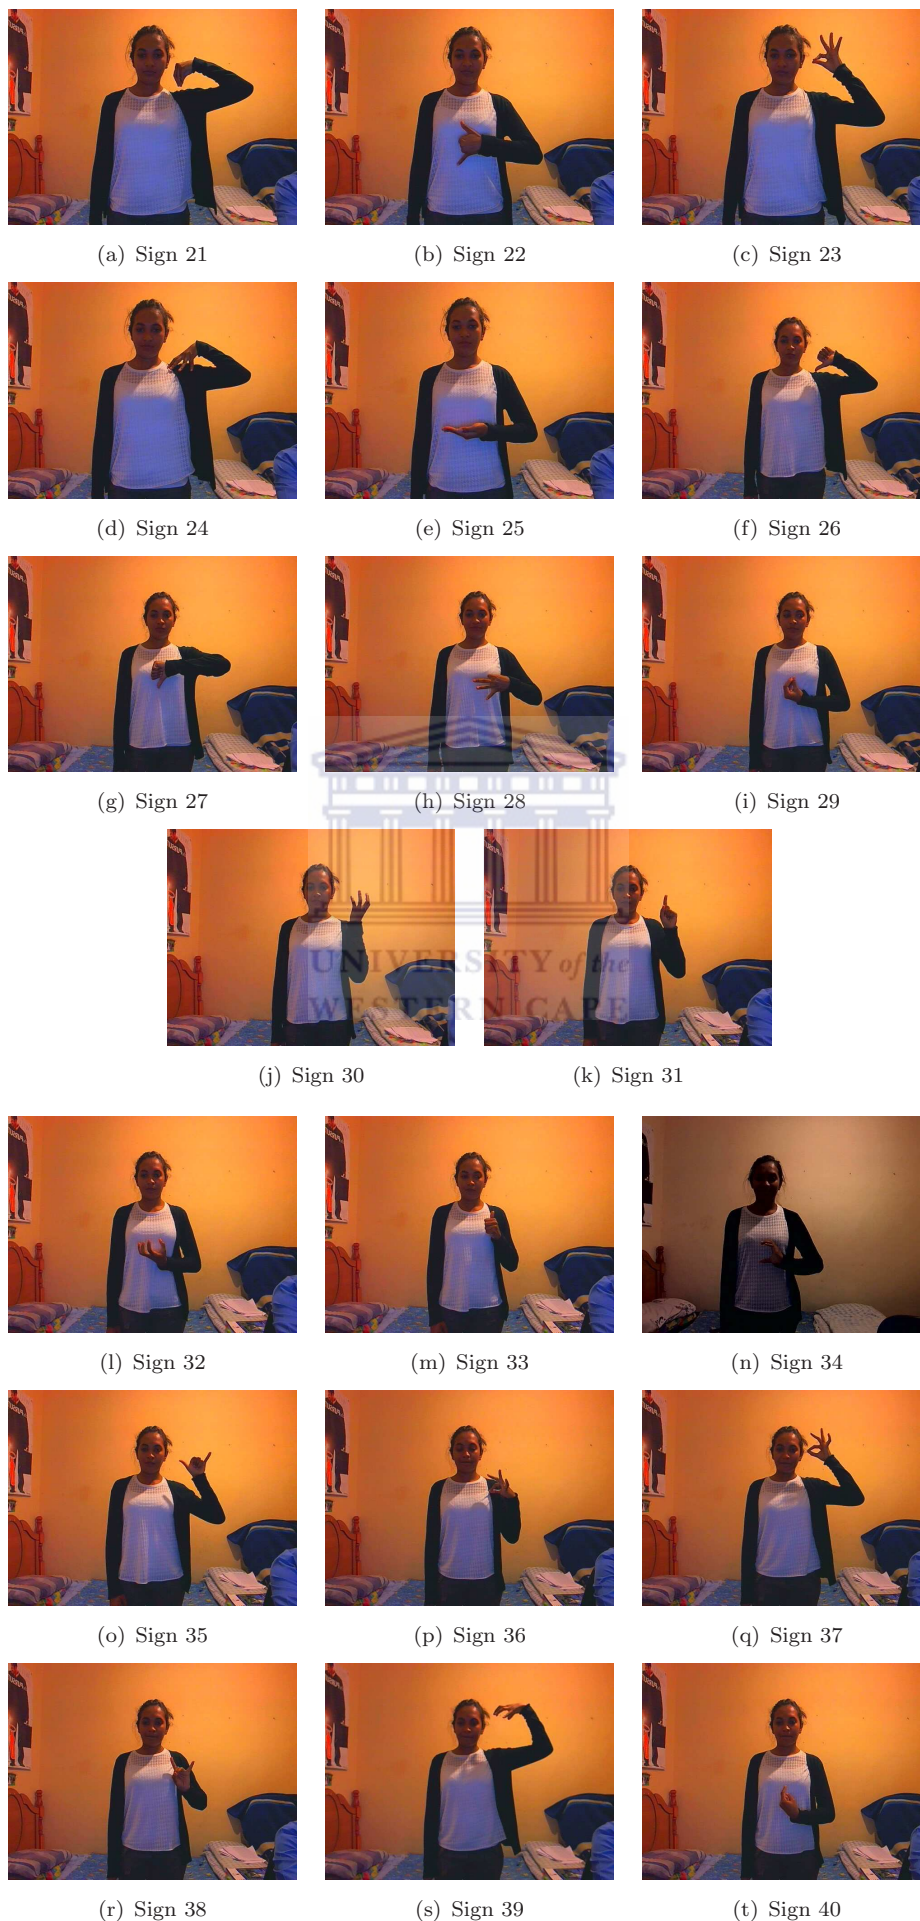 (a) Sign 21
(b) Sign 22
(c) Sign 23
(d) Sign 24
(e) Sign 25
(f) Sign 26
(g) Sign 27
(h) Sign 28
(i) Sign 29
UNIVERSITY of the
WESTERN CAPE
(j) Sign 30
(k) Sign 31
(l) Sign 32
(m) Sign 33
(n) Sign 34
(o) Sign 35
(p) Sign 36
(q) Sign 37
(r) Sign 38
(s) Sign 39
(t) Sign 40